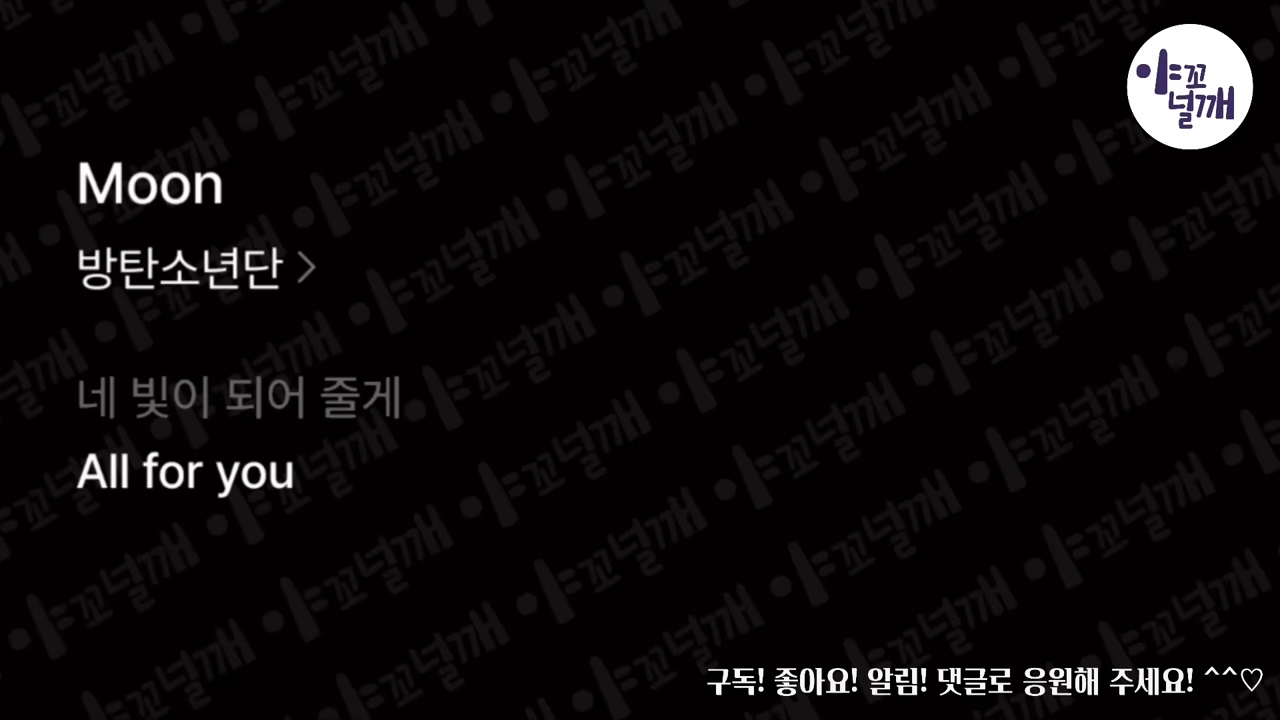 야꼬
널깨
Moon
방탄소년단 >
네 빛이 되어 줄게
All for you
구독! 좋아요! 알림! 댓글로 응원해 주세요! ^^♡